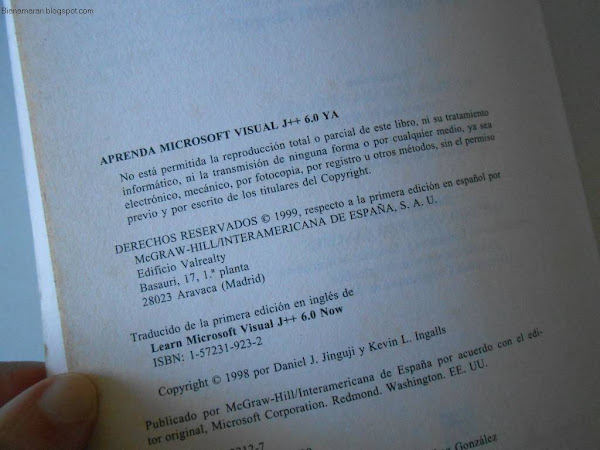 Bienamaran.blogspot.com
APRENDA MICROSOFT VISUAL J++ 6.0 YA
No está permitida la reproducción total o parcial de este libro, ni su tratamiento
informático, ni la transmisión de ninguna forma o por cualquier medio, ya sea
electrónico, mecánico, por fotocopia, por registro u otros métodos, sin el permiso
previo y por escrito de los titulares del Copyright.
DERECHOS RESERVADOS © 1999, respecto a la primera edición en español por
McGRAW-HILL/INTERAMERICANA DE ESPAÑA, S. A. U.
Edificio Valrealty
Basauri, 17, 1.ª planta
28023 Aravaca (Madrid)
Traducido de la primera edición en inglés de
Learn Microsoft Visual J++ 6.0 Now
ISBN: 1-57231-923-2
Copyright © 1998 por Daniel J. Jinguji y Kevin L. Ingalls
Publicado por McGraw-Hill/Interamericana de España por acuerdo con el edi-
tor original, Microsoft Corporation. Redmond. Washington. EE. UU.
González